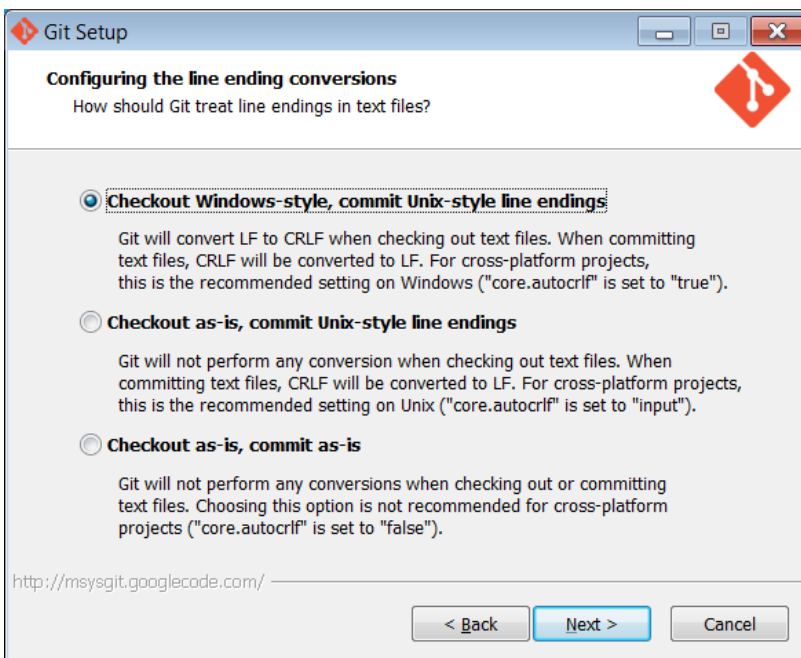 Git Setup
Configuring the line ending conversions
How should Git treat line endings in text files?
Checkout Windows-style, commit Unix-style line endings
Git will convert LF to CRLF when checking out text files. When committing
text files, CRLF will be converted to LF. For cross-platform projects,
this is the recommended setting on Windows ("core.autocrlf" is set to "true").
Checkout as-is, commit Unix-style line endings
Git will not perform any conversion when checking out text files. When
committing text files, CRLF will be converted to LF. For cross-platform projects,
this is the recommended setting on Unix ("core.autocrlf" is set to "input").
Checkout as-is, commit as-is
Git will not perform any conversions when checking out or committing
text files. Choosing this option is not recommended for cross-platform
projects ("core.autocrlf" is set to "false").
http://msysgit.googlecode.com/
< Back Next > Cancel